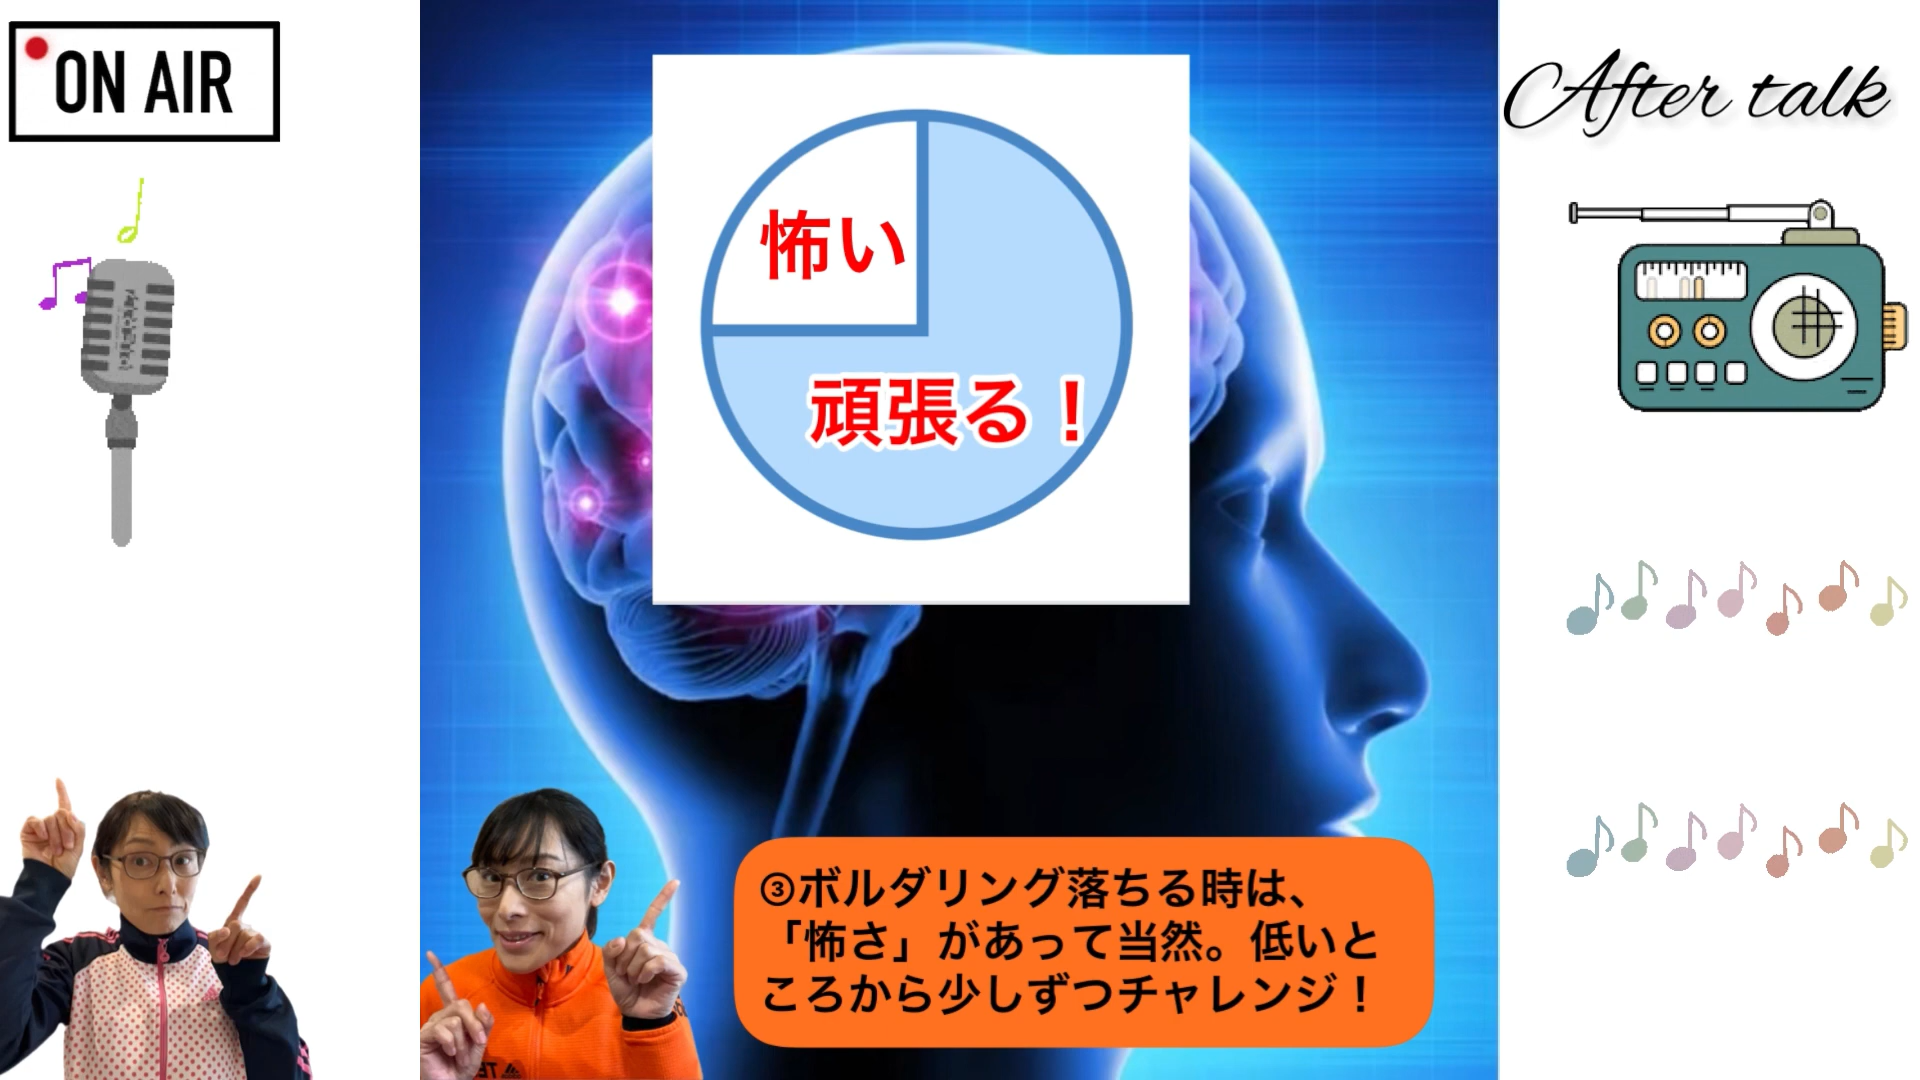 ON AIR
After talk
怖い
頑張る！
③ボルダリング落ちる時は、
「怖さ」があって当然。低いと
ころから少しずつチャレンジ！